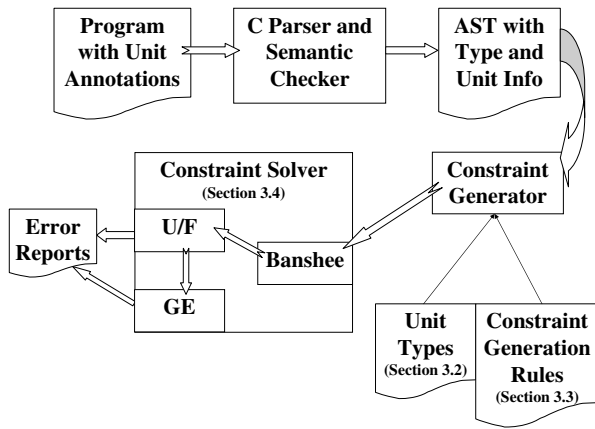 Program
with Unit
Annotations
C Parser and
Semantic
Checker
AST with
Type and
Unit Info
Constraint Solver
(Section 3.4)
U/F
Banshee
GE
Error
Reports
Constraint
Generator
Unit
Types
(Section 3.2)
Constraint
Generation
Rules
(Section 3.3)